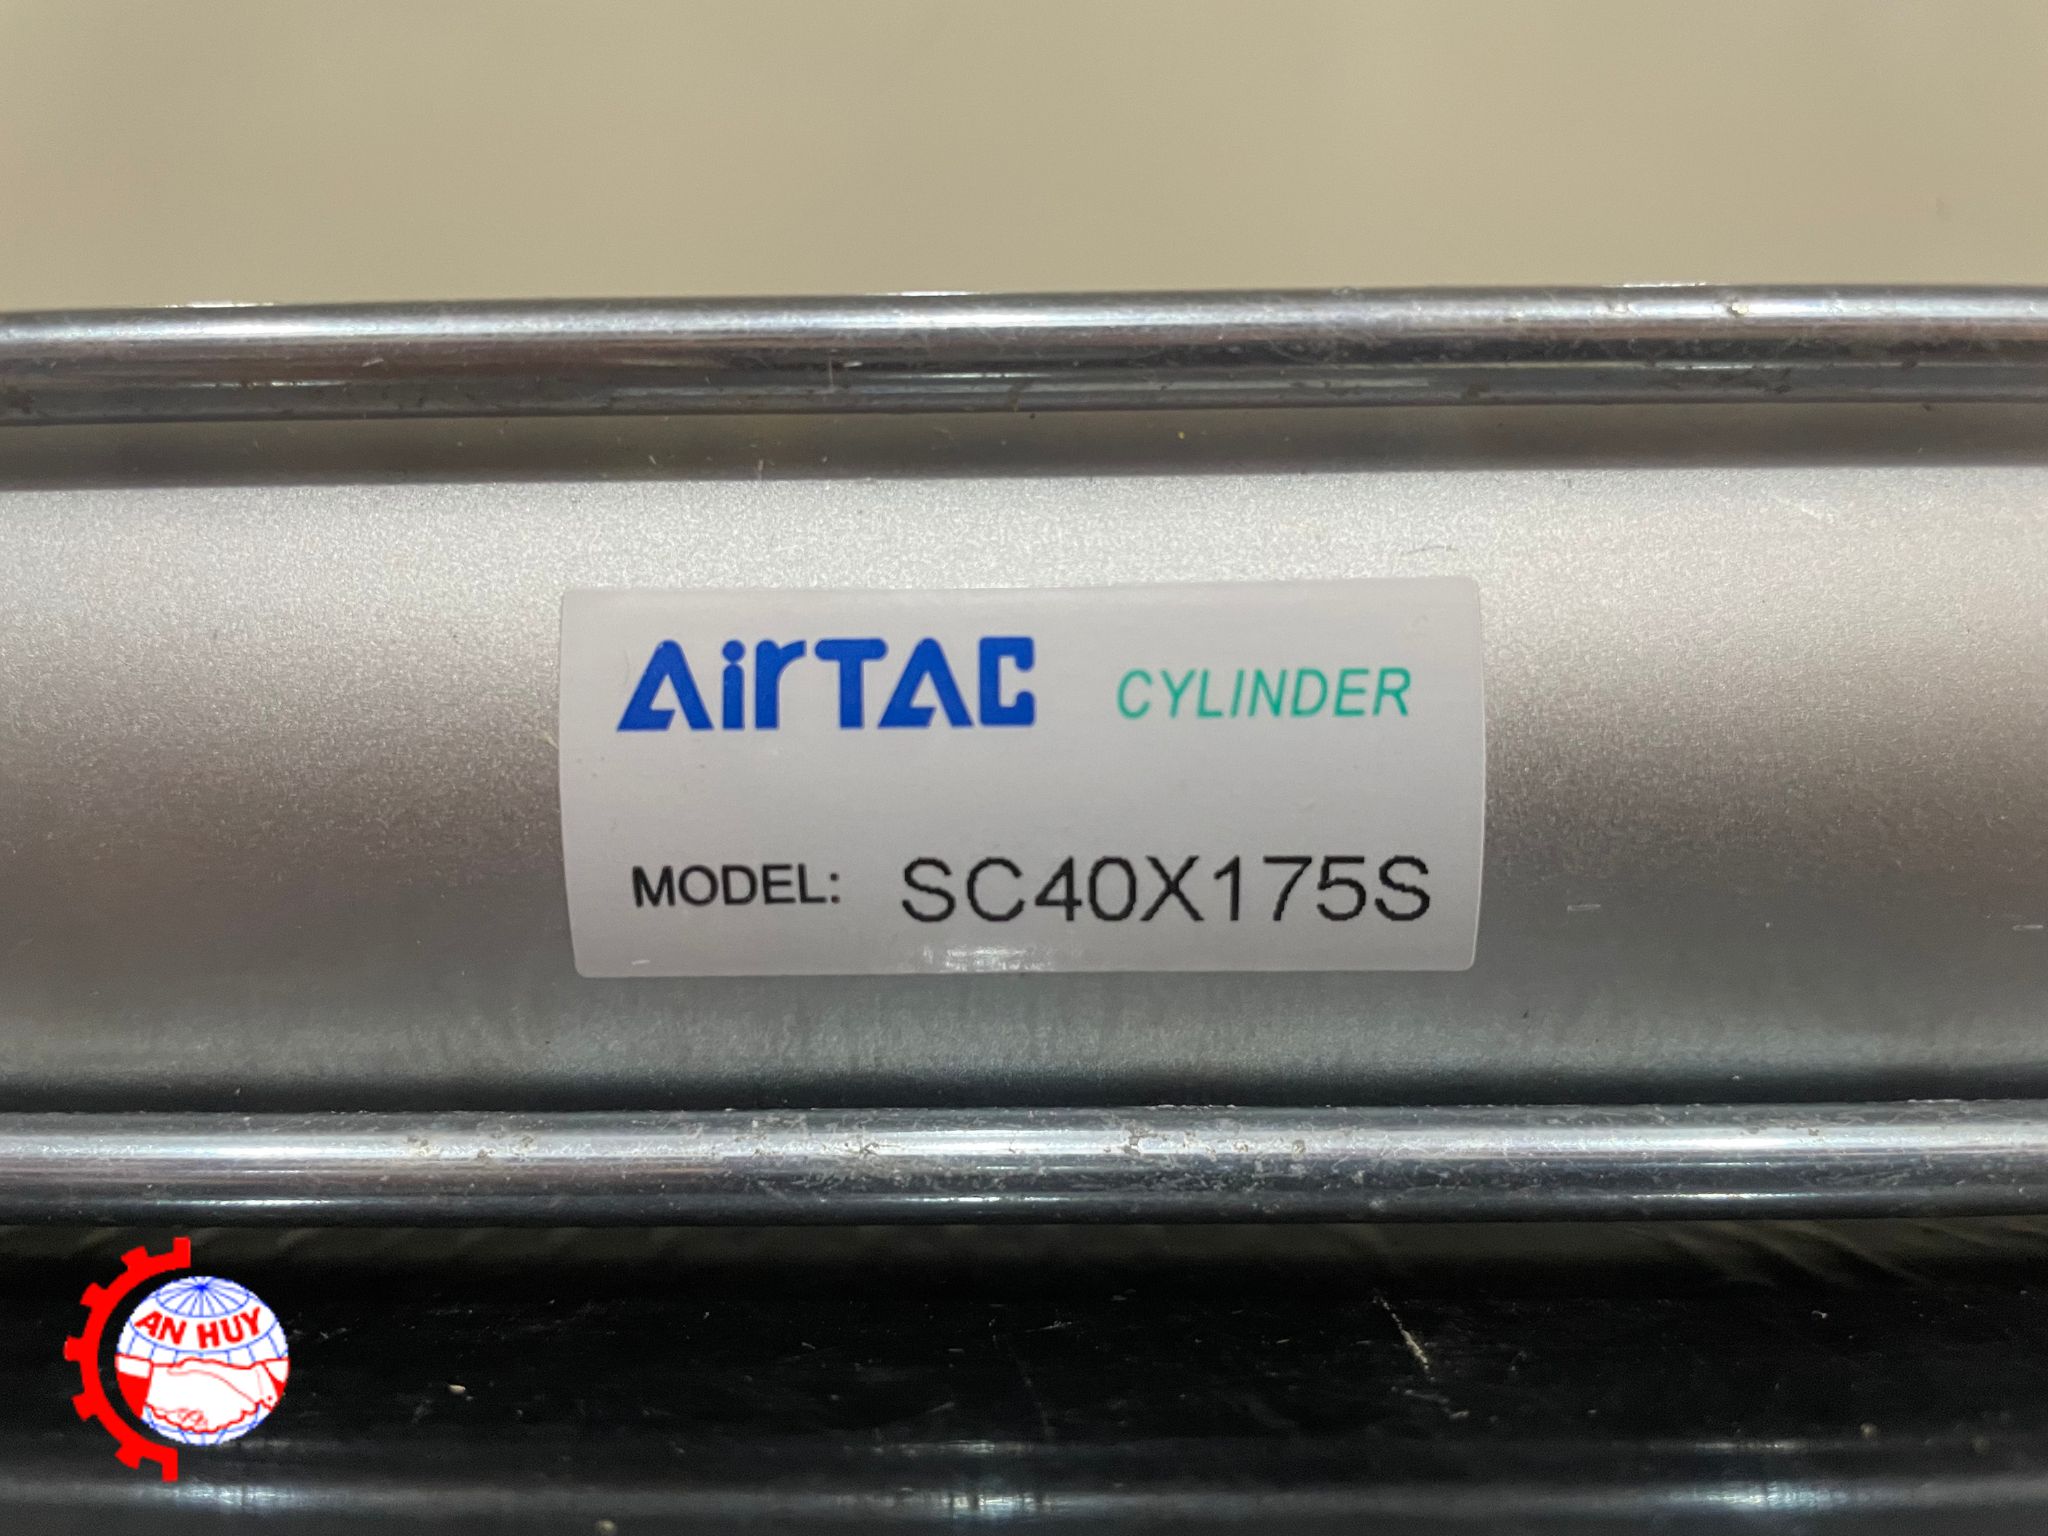 AirTAC CYLINDER
MODEL: SC40X175S
AN HUY